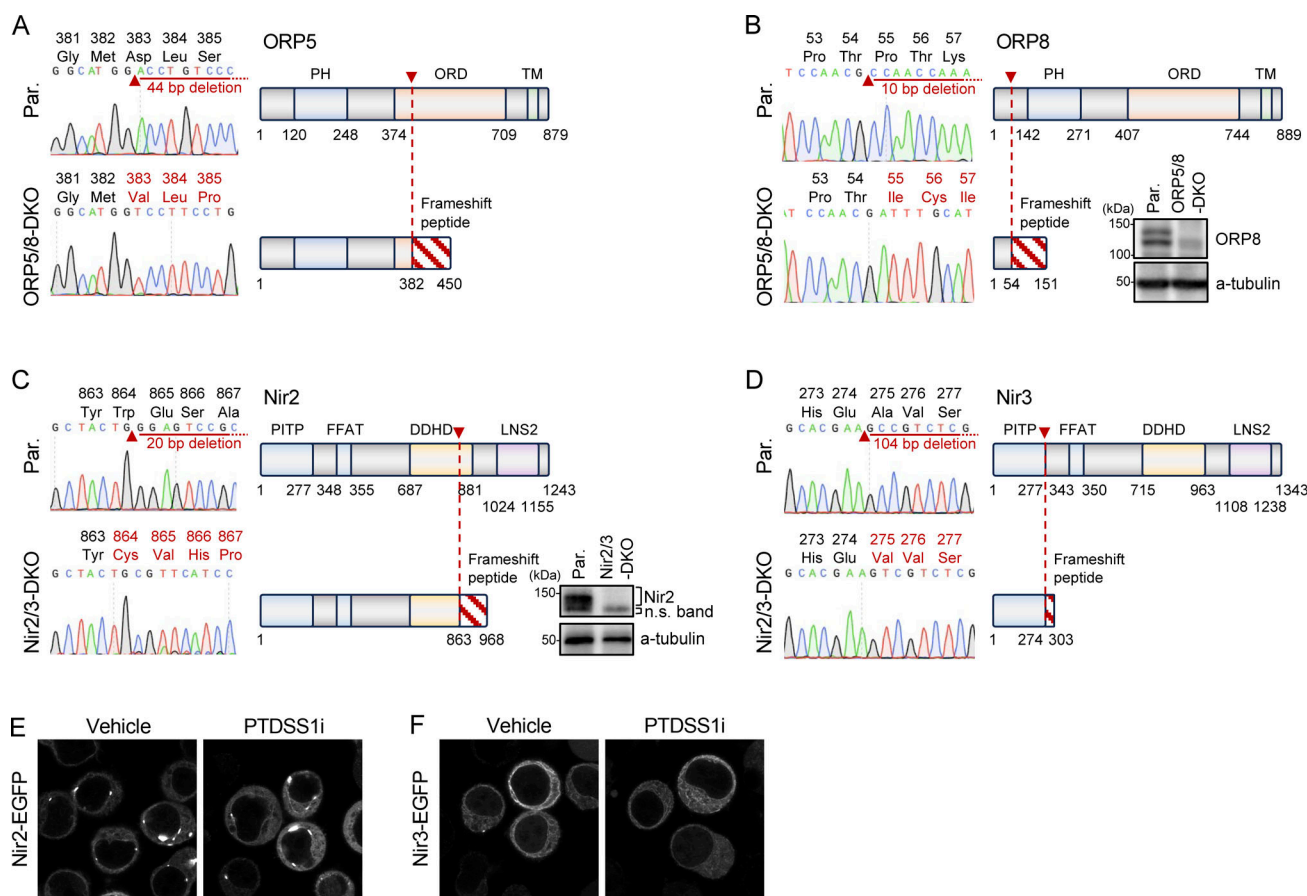 A
381 382 383 384 385
Gly Met Asp Leu Ser
G G C A T G G A C C T G T C C C
44 bp deletion
Par.
ORP5
PH ORD TM
1 120 248 374 709 879
381 382 383 384 385
Gly Met Val Leu Pro
G G C A T G G T C C T T C C T G
ORP5/8-DKO
Frameshift
peptide
1 382 450
B
53 54 55 56 57
Pro Thr Pro Thr Lys
T C C A A C G C C A A C C A A A
10 bp deletion
Par.
ORP8
PH ORD TM
1 142 271 407 744 889
53 54 55 56 57
Pro Thr Ile Cys Ile
T C C A A C G A T T T G C A T
ORP5/8-DKO
Frameshift
peptide
1 54 151
(kDa)
Par.
ORP5/8
-DKO
150
100
ORP8
50
a-tubulin
C
863 864 865 866 867
Tyr Trp Glu Ser Ala
G C T A C T G G G A G T C C G C
20 bp deletion
Par.
Nir2
PITP FFAT DDHD LNS2
1 277 348 355 687 881 1243
1024 1155
863 864 865 866 867
Tyr Cys Val His Pro
G C T A C T G C G T T C A T C C
Nir2/3-DKO
Frameshift
peptide
1 863 968
(kDa)
Par.
Nir2/3
-DKO
150
Nir2
n.s. band
50
a-tubulin
D
273 274 275 276 277
His Glu Ala Val Ser
G C A C G A A G C C G T C T C G
104 bp deletion
Par.
Nir3
PITP FFAT DDHD LNS2
1 277 343 350 715 963 1343
1108 1238
273 274 275 276 277
His Glu Val Val Ser
G C A C G A A G T C G T C T C G
Nir2/3-DKO
Frameshift
peptide
1 274 303
E
Vehicle PTDSS1i
Nir2-EGFP
F
Vehicle PTDSS1i
Nir3-EGFP